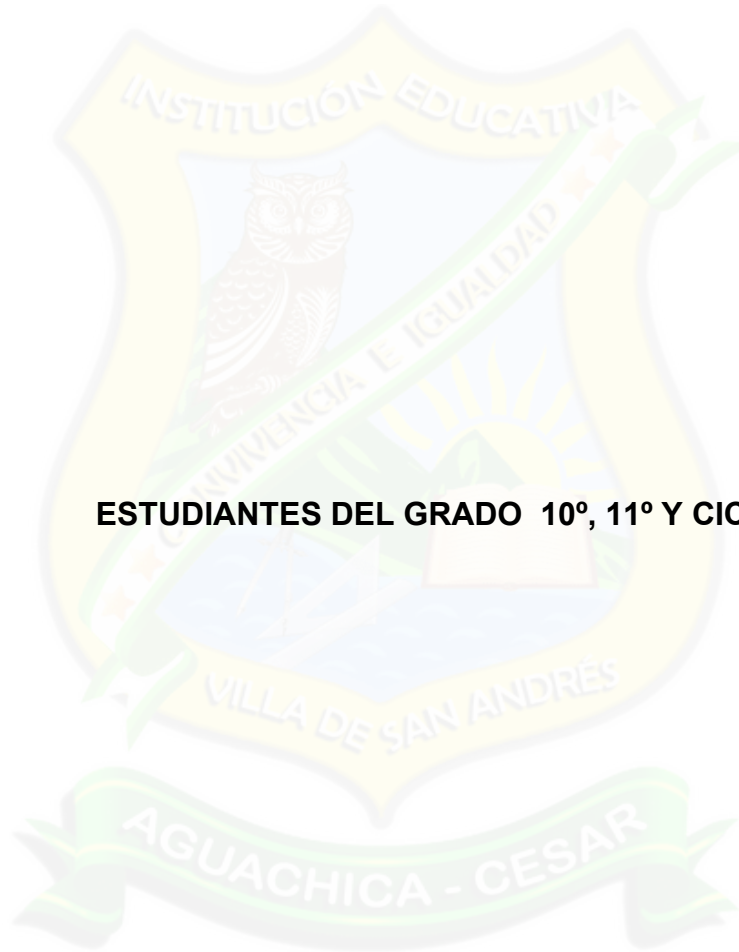 INSTITUCIÓN EDUCATIVA
CONVIVENCIA E IGUALDAD
ESTUDIANTES DEL GRADO 10º, 11º Y CIC
VILLA DE SAN ANDRÉS
AGUACHICA - CESAR